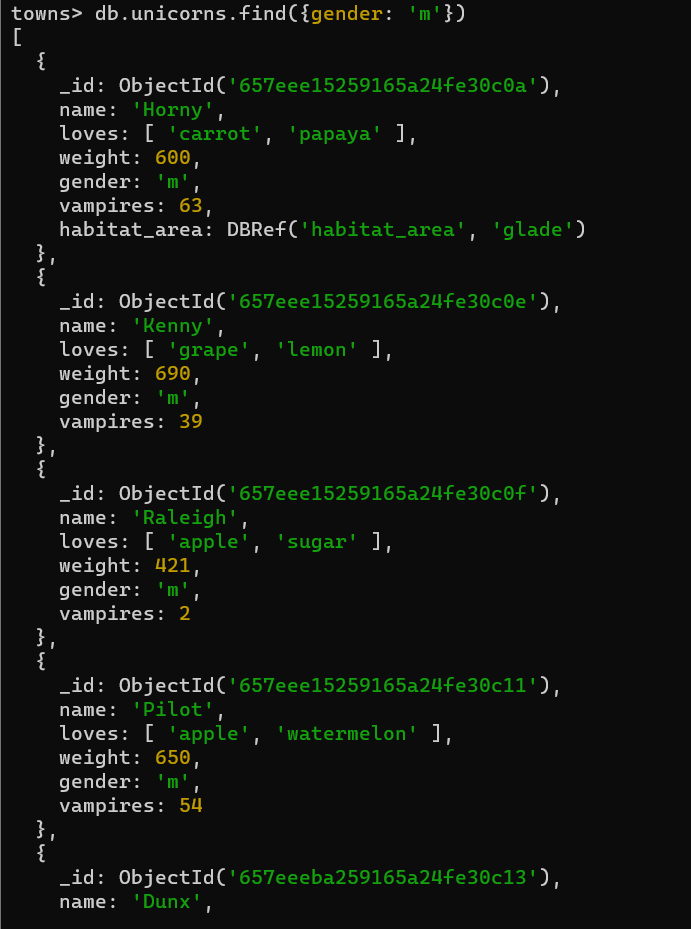 towns> db.unicorns.find({gender: 'm'})
[
  {
    _id: ObjectId('657eee15259165a24fe30c0a'),
    name: 'Horny',
    loves: [ 'carrot', 'papaya' ],
    weight: 600,
    gender: 'm',
    vampires: 63,
    habitat_area: DBRef('habitat_area', 'glade')
  },
  {
    _id: ObjectId('657eee15259165a24fe30c0e'),
    name: 'Kenny',
    loves: [ 'grape', 'lemon' ],
    weight: 690,
    gender: 'm',
    vampires: 39
  },
  {
    _id: ObjectId('657eee15259165a24fe30c0f'),
    name: 'Raleigh',
    loves: [ 'apple', 'sugar' ],
    weight: 421,
    gender: 'm',
    vampires: 2
  },
  {
    _id: ObjectId('657eee15259165a24fe30c11'),
    name: 'Pilot',
    loves: [ 'apple', 'watermelon' ],
    weight: 650,
    gender: 'm',
    vampires: 54
  },
  {
    _id: ObjectId('657eeeba259165a24fe30c13'),
    name: 'Dunx',